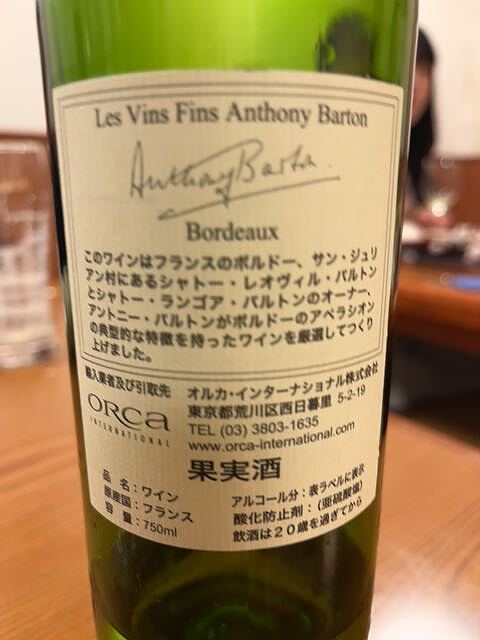 Les Vins Fins Anthony Barton
Anthony Barton
Bordeaux
このワインはフランスのボルドー、サン・ジュリ
アン村にあるシャトー・レオヴィル・バルトン
とシャトー・ランゴア・バルトンのオーナー、
アントニー・バルトンがボルドーのアペラシオン
の典型的な特徴を持ったワインを厳選してつくり
上げました。
輸入業者及び引取先
ORCA
INTERNATIONAL
オルカ・インターナショナル株式会社
東京都荒川区西日暮里 5-2-19
TEL (03) 3803-1635
www.orca-international.com
果実酒
品 名：ワイン
原産国：フランス
容 量：750ml
アルコール分：表ラベルに表示
酸化防止剤：（亜硫酸塩）
飲酒は２０歳を過ぎてから